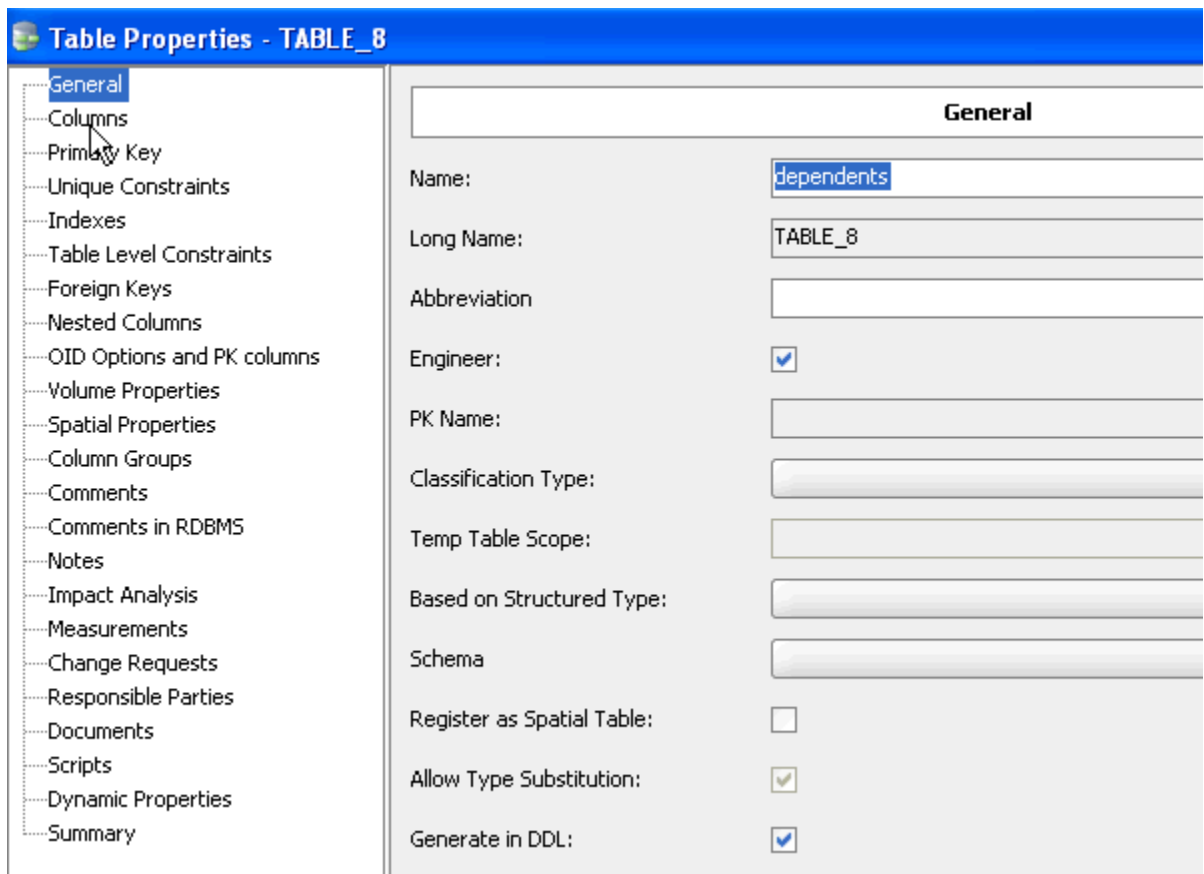 Table Properties - TABLE_8
General
Columns
Primary Key
Unique Constraints
Indexes
Table Level Constraints
Foreign Keys
Nested Columns
OID Options and PK columns
Volume Properties
Spatial Properties
Column Groups
Comments
Comments in RDBMS
Notes
Impact Analysis
Measurements
Change Requests
Responsible Parties
Documents
Scripts
Dynamic Properties
Summary
General
Name: dependents
Long Name: TABLE_8
Abbreviation
Engineer:
PK Name:
Classification Type:
Temp Table Scope:
Based on Structured Type:
Schema
Register as Spatial Table:
Allow Type Substitution:
Generate in DDL: